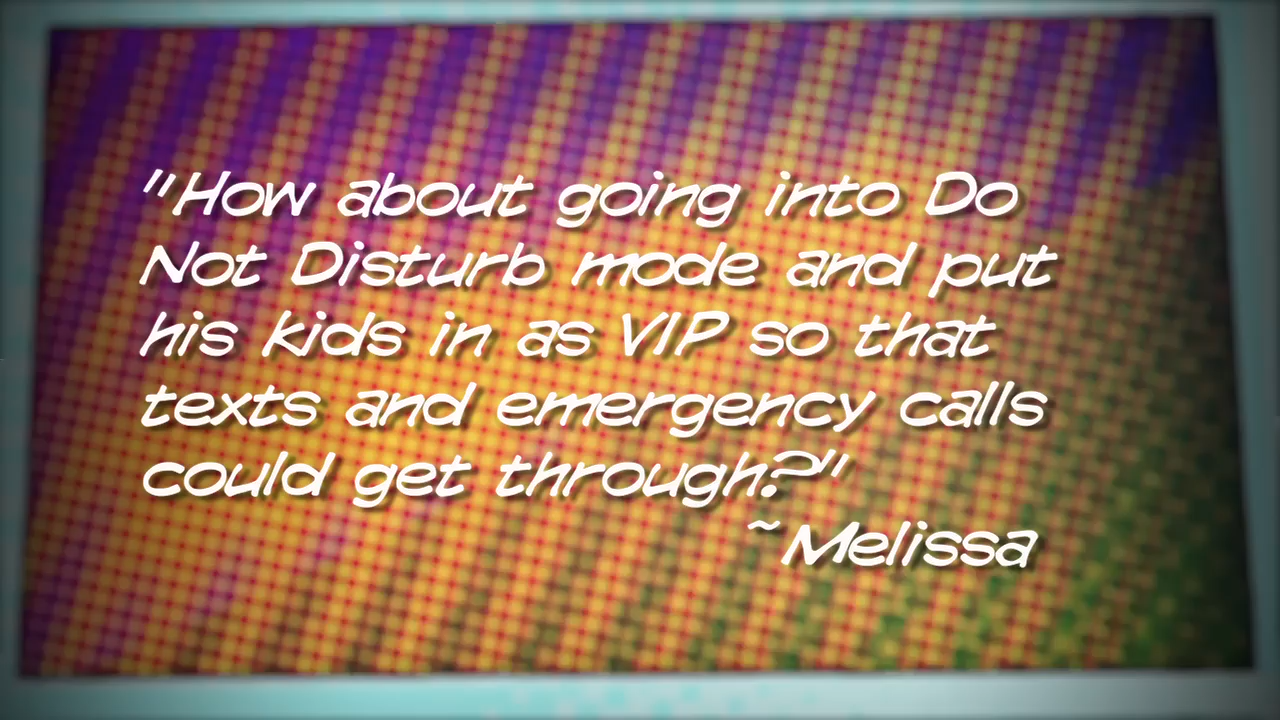 "How about going into Do
Not Disturb mode and put
his kids in as VIP so that
texts and emergency calls
could get through?"
~Melissa